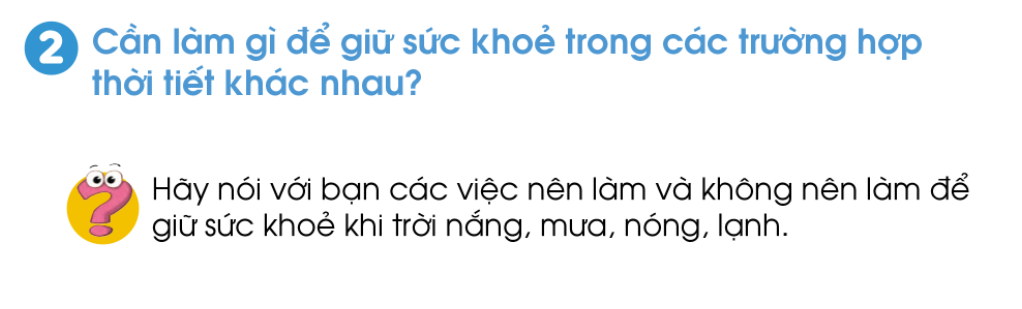 2 Cần làm gì để giữ sức khoẻ trong các trường hợp
thời tiết khác nhau?
Hãy nói với bạn các việc nên làm và không nên làm để
giữ sức khoẻ khi trời nắng, mưa, nóng, lạnh.